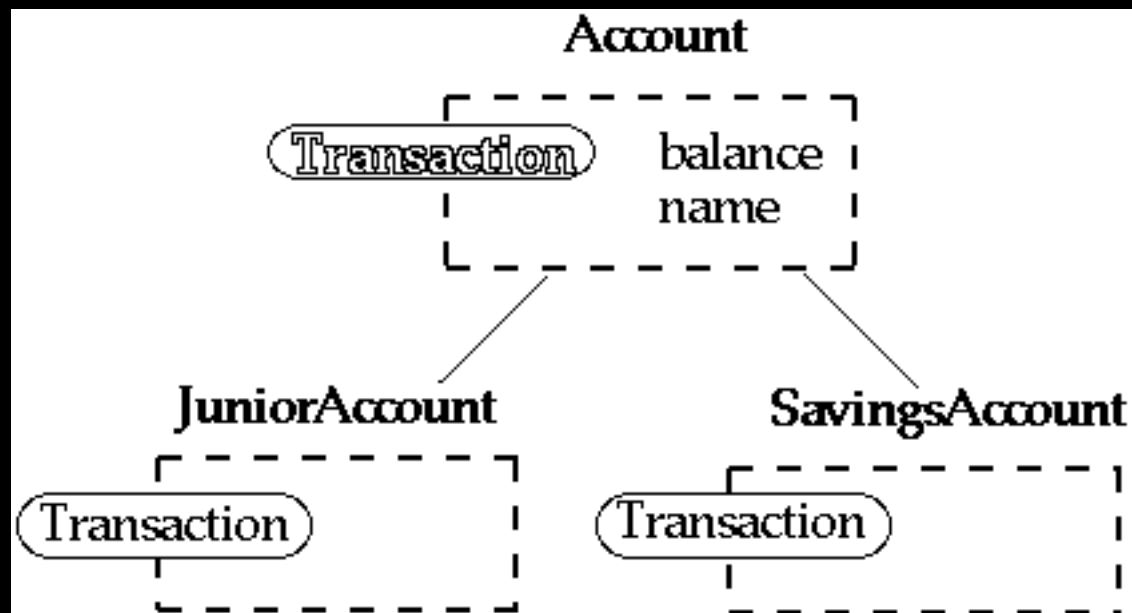 Account
Transaction balance
name
JuniorAccount
SavingsAccount
Transaction
Transaction